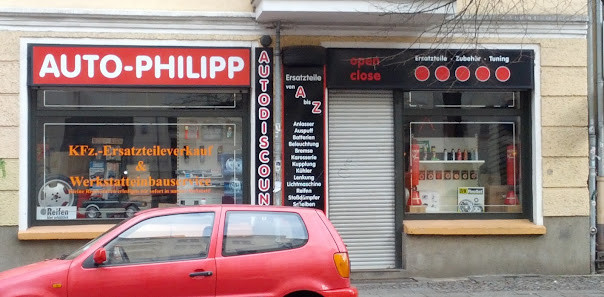 AUTO-PHILIPP
KFz.-Ersatzteileverkauf
&
Werkstatteinbauservice
Reifen
AUTODISCOUN
Ersatzteile
von
A
bis
Z
Anlasser
Auspuff
Batterien
Beleuchtung
Bremse
Karosserie
Kupplung
Kühler
Lenkung
Lichtmaschine
Reifen
Stoßdämpfer
Scheiben
open
close
Ersatzteile · Zubehör · Tuning